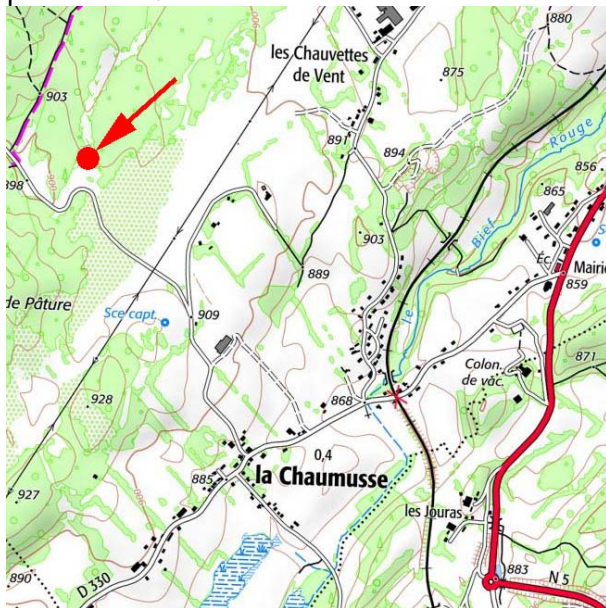 880
les Chauvettes
de Vent
875
903
891
894
Rouge
856
898
900
865
Bief
903
le
889
Éc.
Mairie
859
de Pâture
Sce capt.
909
Colon.
de vac.
871
868
928
0,4
la Chaumusse
885
927
900
les Jouras
890
D 330
883
N 5